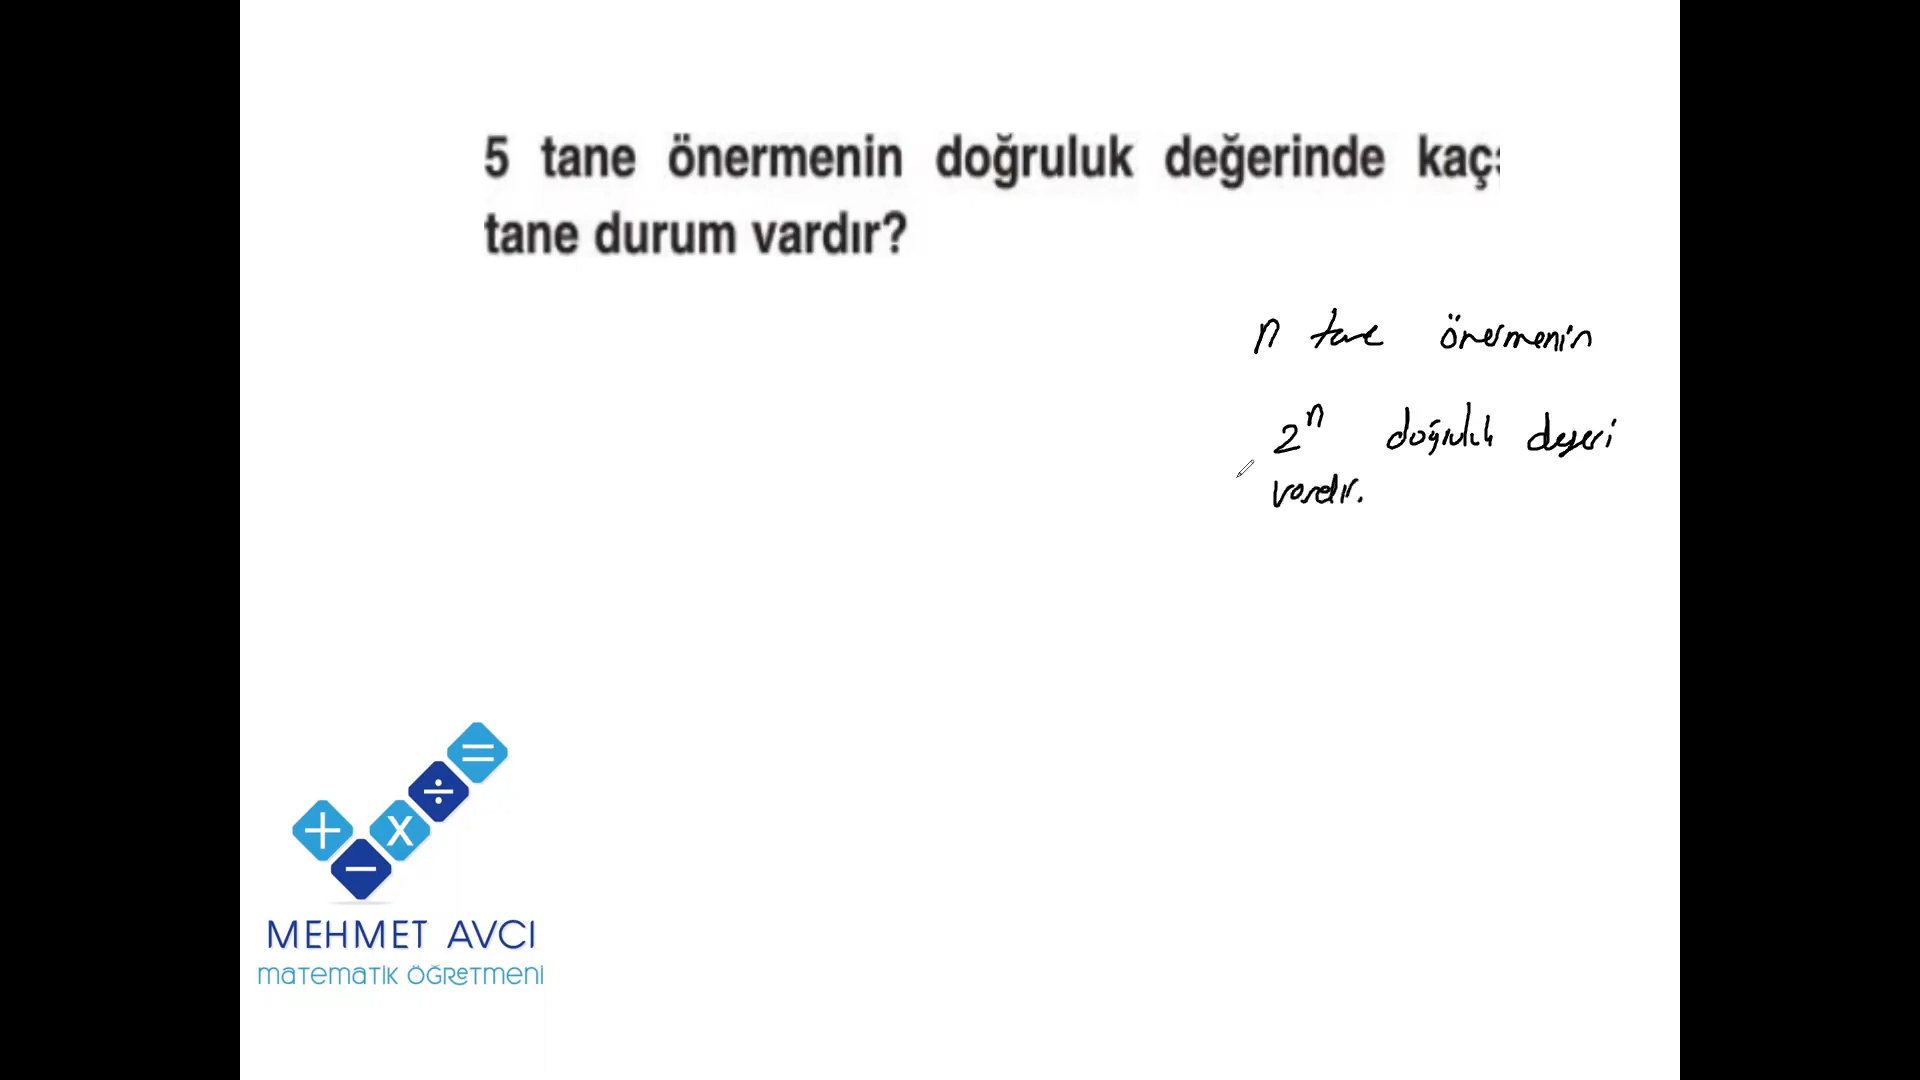 5 tane önermenin doğruluk değerinde kaç
tane durum vardır?
n tane önermenin
2ⁿ doğruluk değeri
vardır.
+ - x ÷ =
MEHMET AVCI
matematik öğretmeni